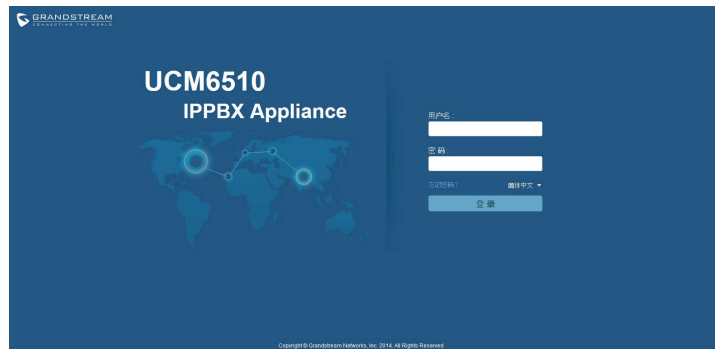 GRANDSTREAM
CONNECTING THE WORLD
UCM6510
IPPBX Appliance
用户名 :
密 码 :
忘记密码?
简体中文
登 录
Copyright © Grandstream Networks, Inc. 2014. All Rights Reserved.